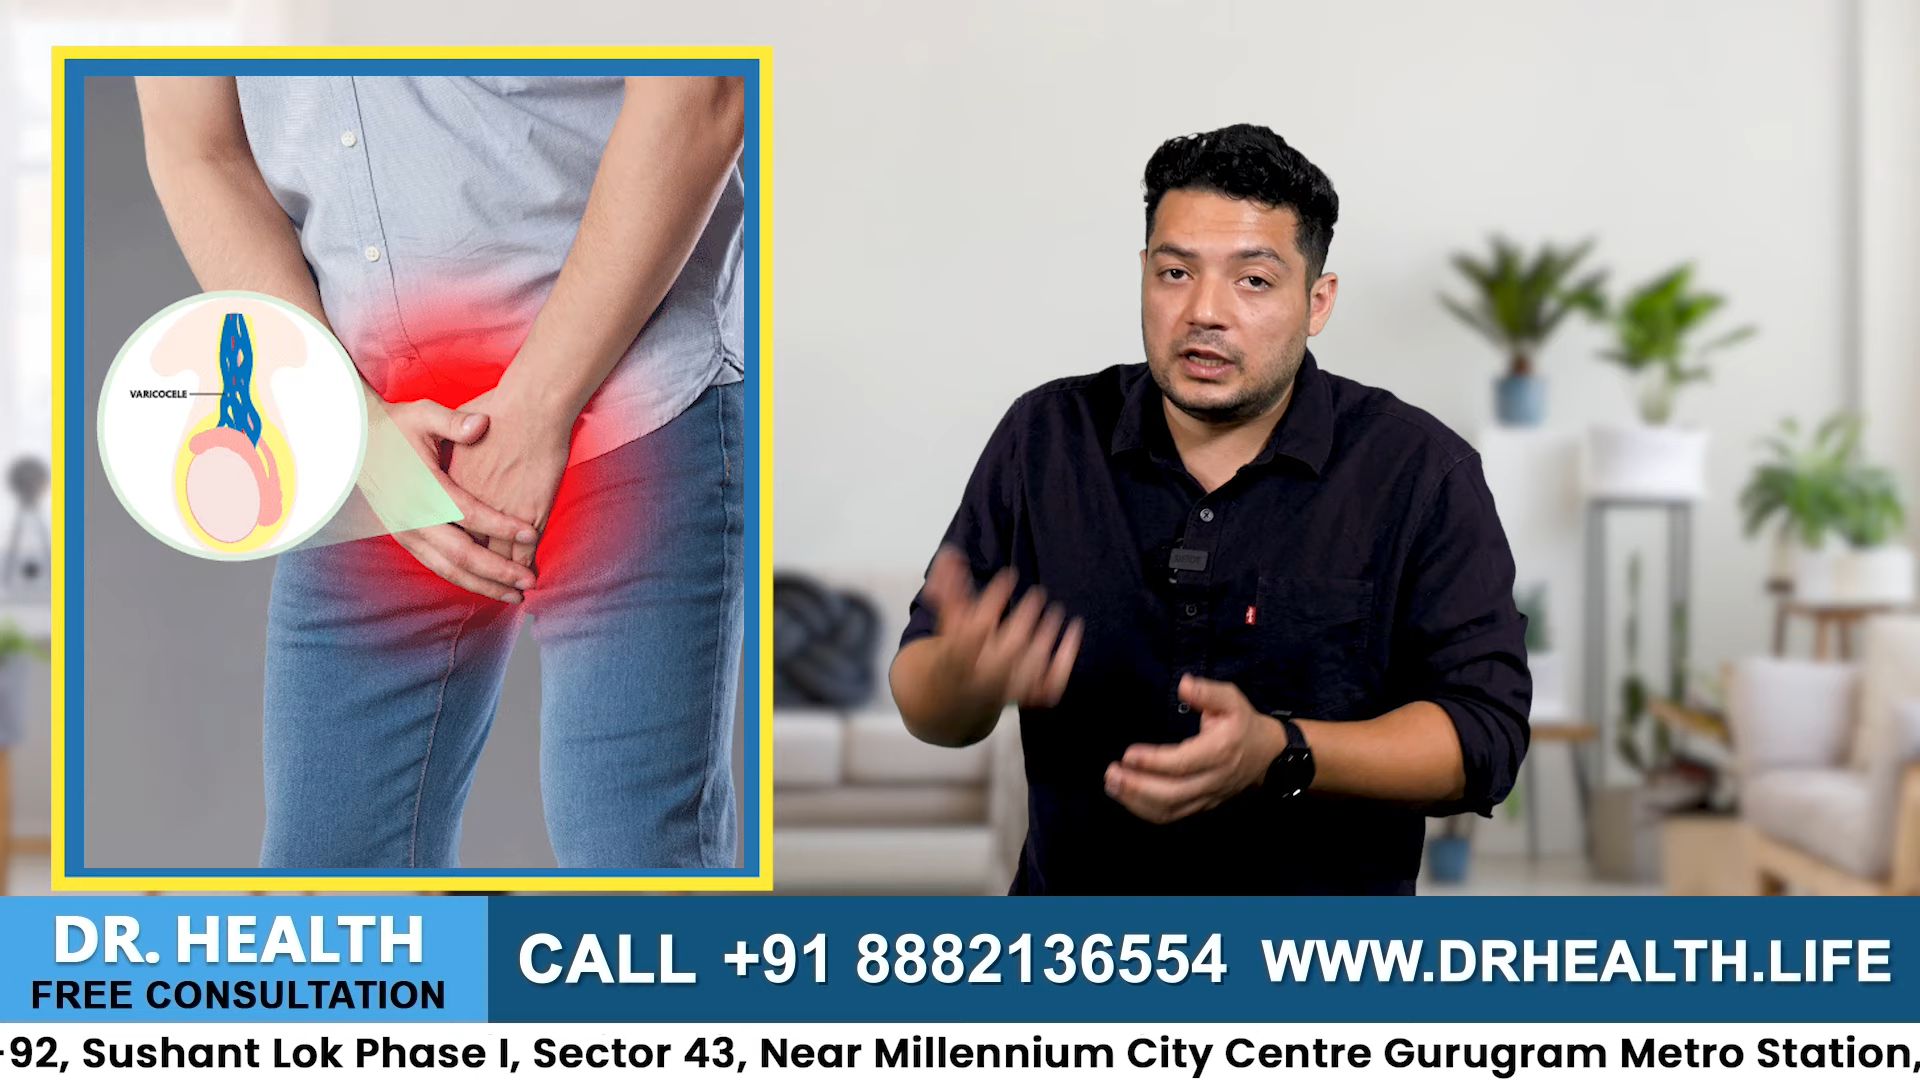 VARICOCELE
DR. HEALTH
FREE CONSULTATION
CALL +91 8882136554
WWW.DRHEALTH.LIFE
-92, Sushant Lok Phase I, Sector 43, Near Millennium City Centre Gurugram Metro Station,